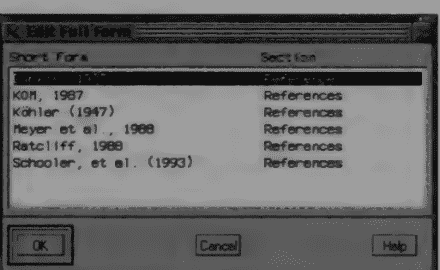 Edit Full Form
Short Form Section
References
KOM, 1987 References
Köhler (1947) References
Meyer et al., 1988 References
Ratcliff, 1988 References
Schooler, et al. (1993) References
OK Cancel Help